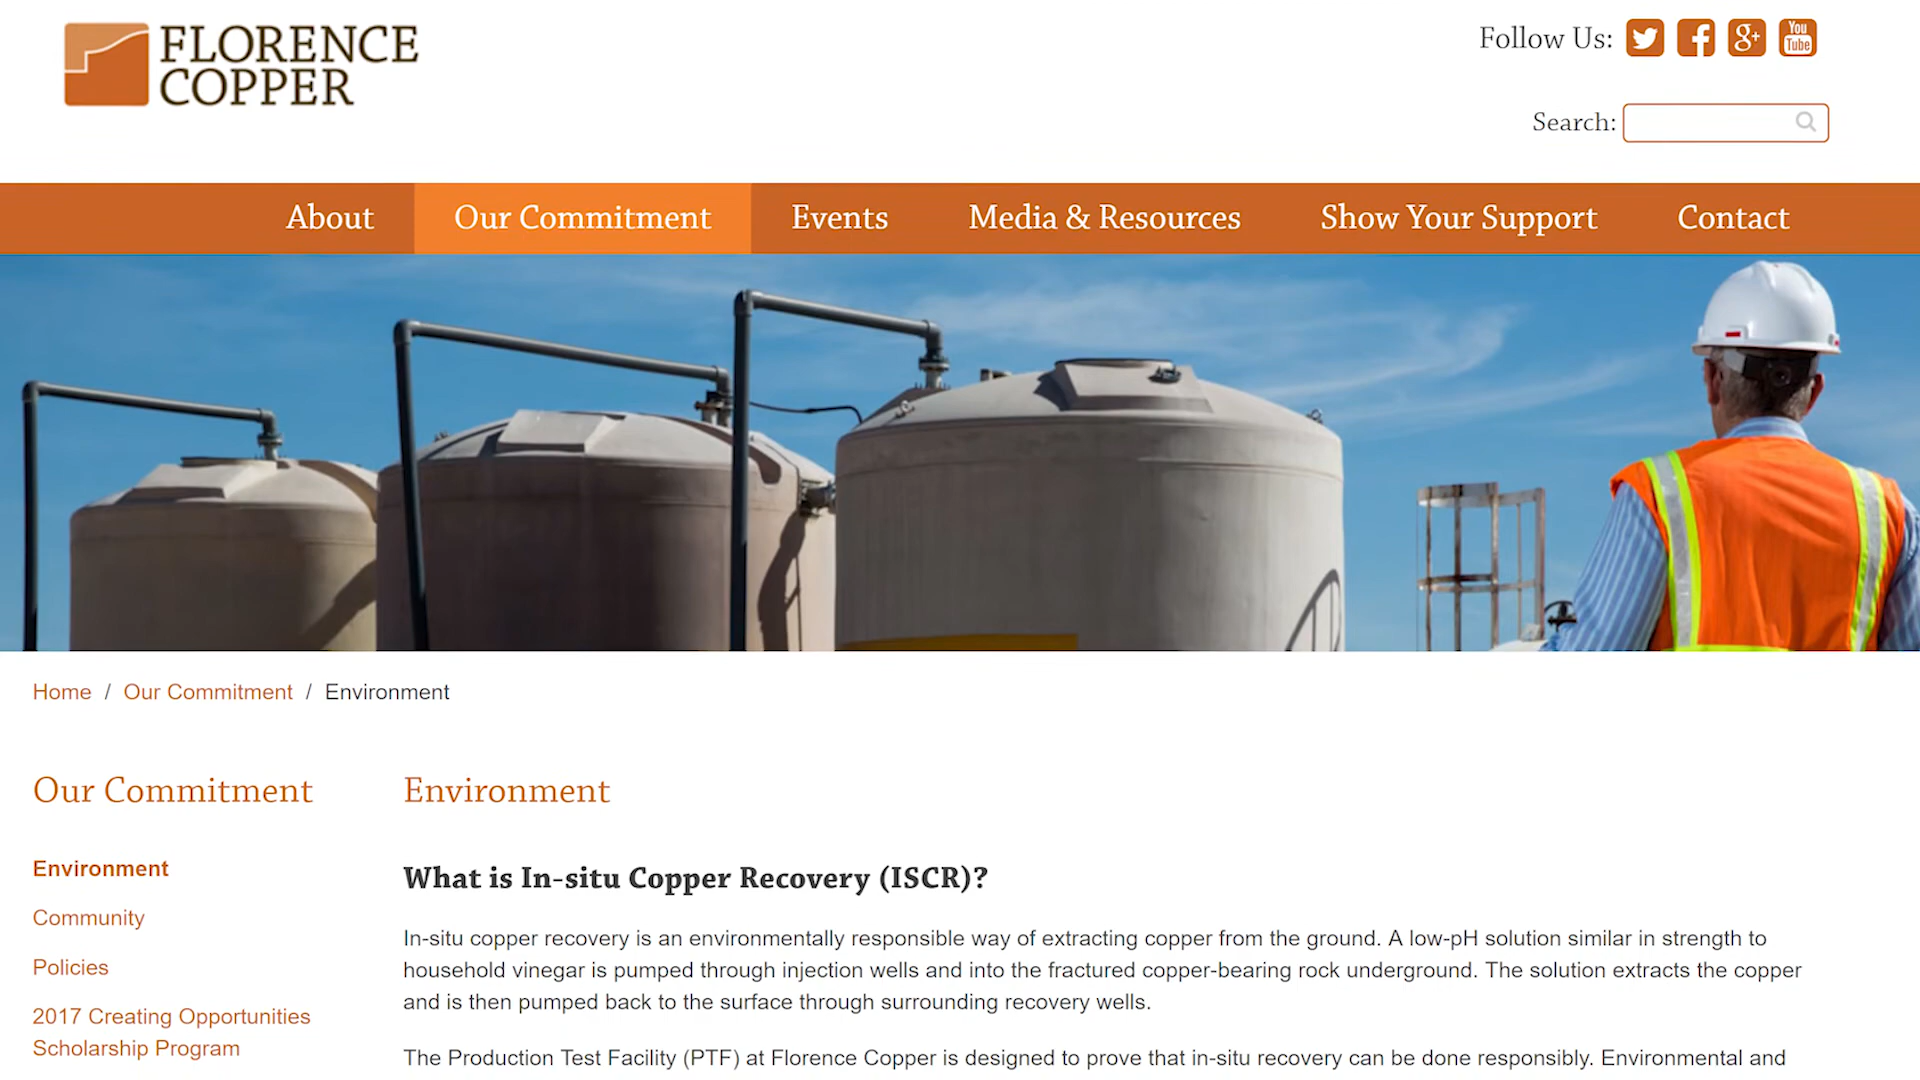 FLORENCE
COPPER
Follow Us:
You
Tube
Search:
About Our Commitment Events Media & Resources Show Your Support Contact
Home / Our Commitment / Environment
Our Commitment
Environment
Community
Policies
2017 Creating Opportunities
Scholarship Program
Environment
What is In-situ Copper Recovery (ISCR)?
In-situ copper recovery is an environmentally responsible way of extracting copper from the ground. A low-pH solution similar in strength to
household vinegar is pumped through injection wells and into the fractured copper-bearing rock underground. The solution extracts the copper
and is then pumped back to the surface through surrounding recovery wells.
The Production Test Facility (PTF) at Florence Copper is designed to prove that in-situ recovery can be done responsibly. Environmental and